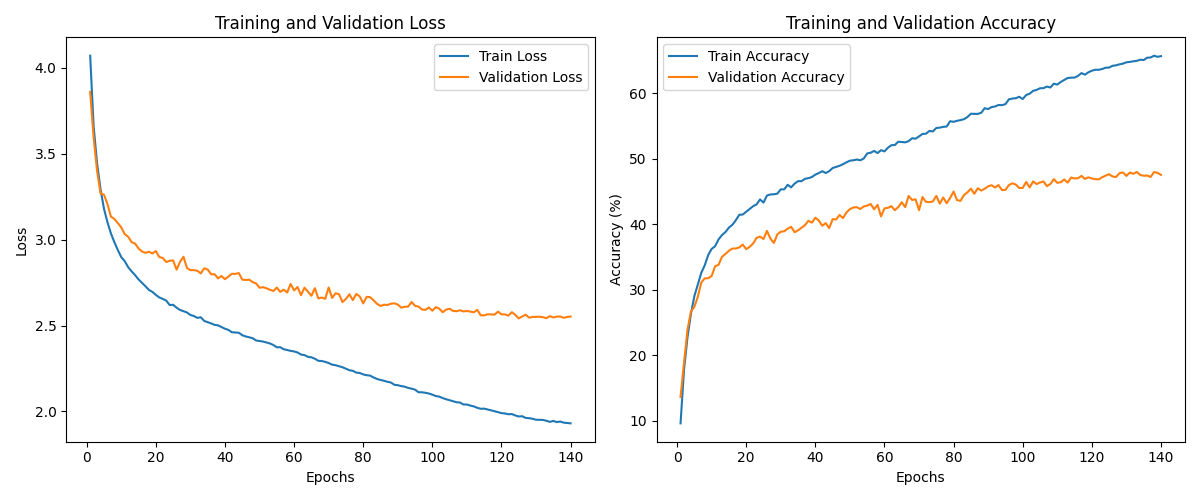 Training and Validation Loss
Train Loss
Validation Loss
Loss
4.0
3.5
3.0
2.5
2.0
0 20 40 60 80 100 120 140
Epochs
Training and Validation Accuracy
Train Accuracy
Validation Accuracy
Accuracy (%)
60
50
40
30
20
10
0 20 40 60 80 100 120 140
Epochs